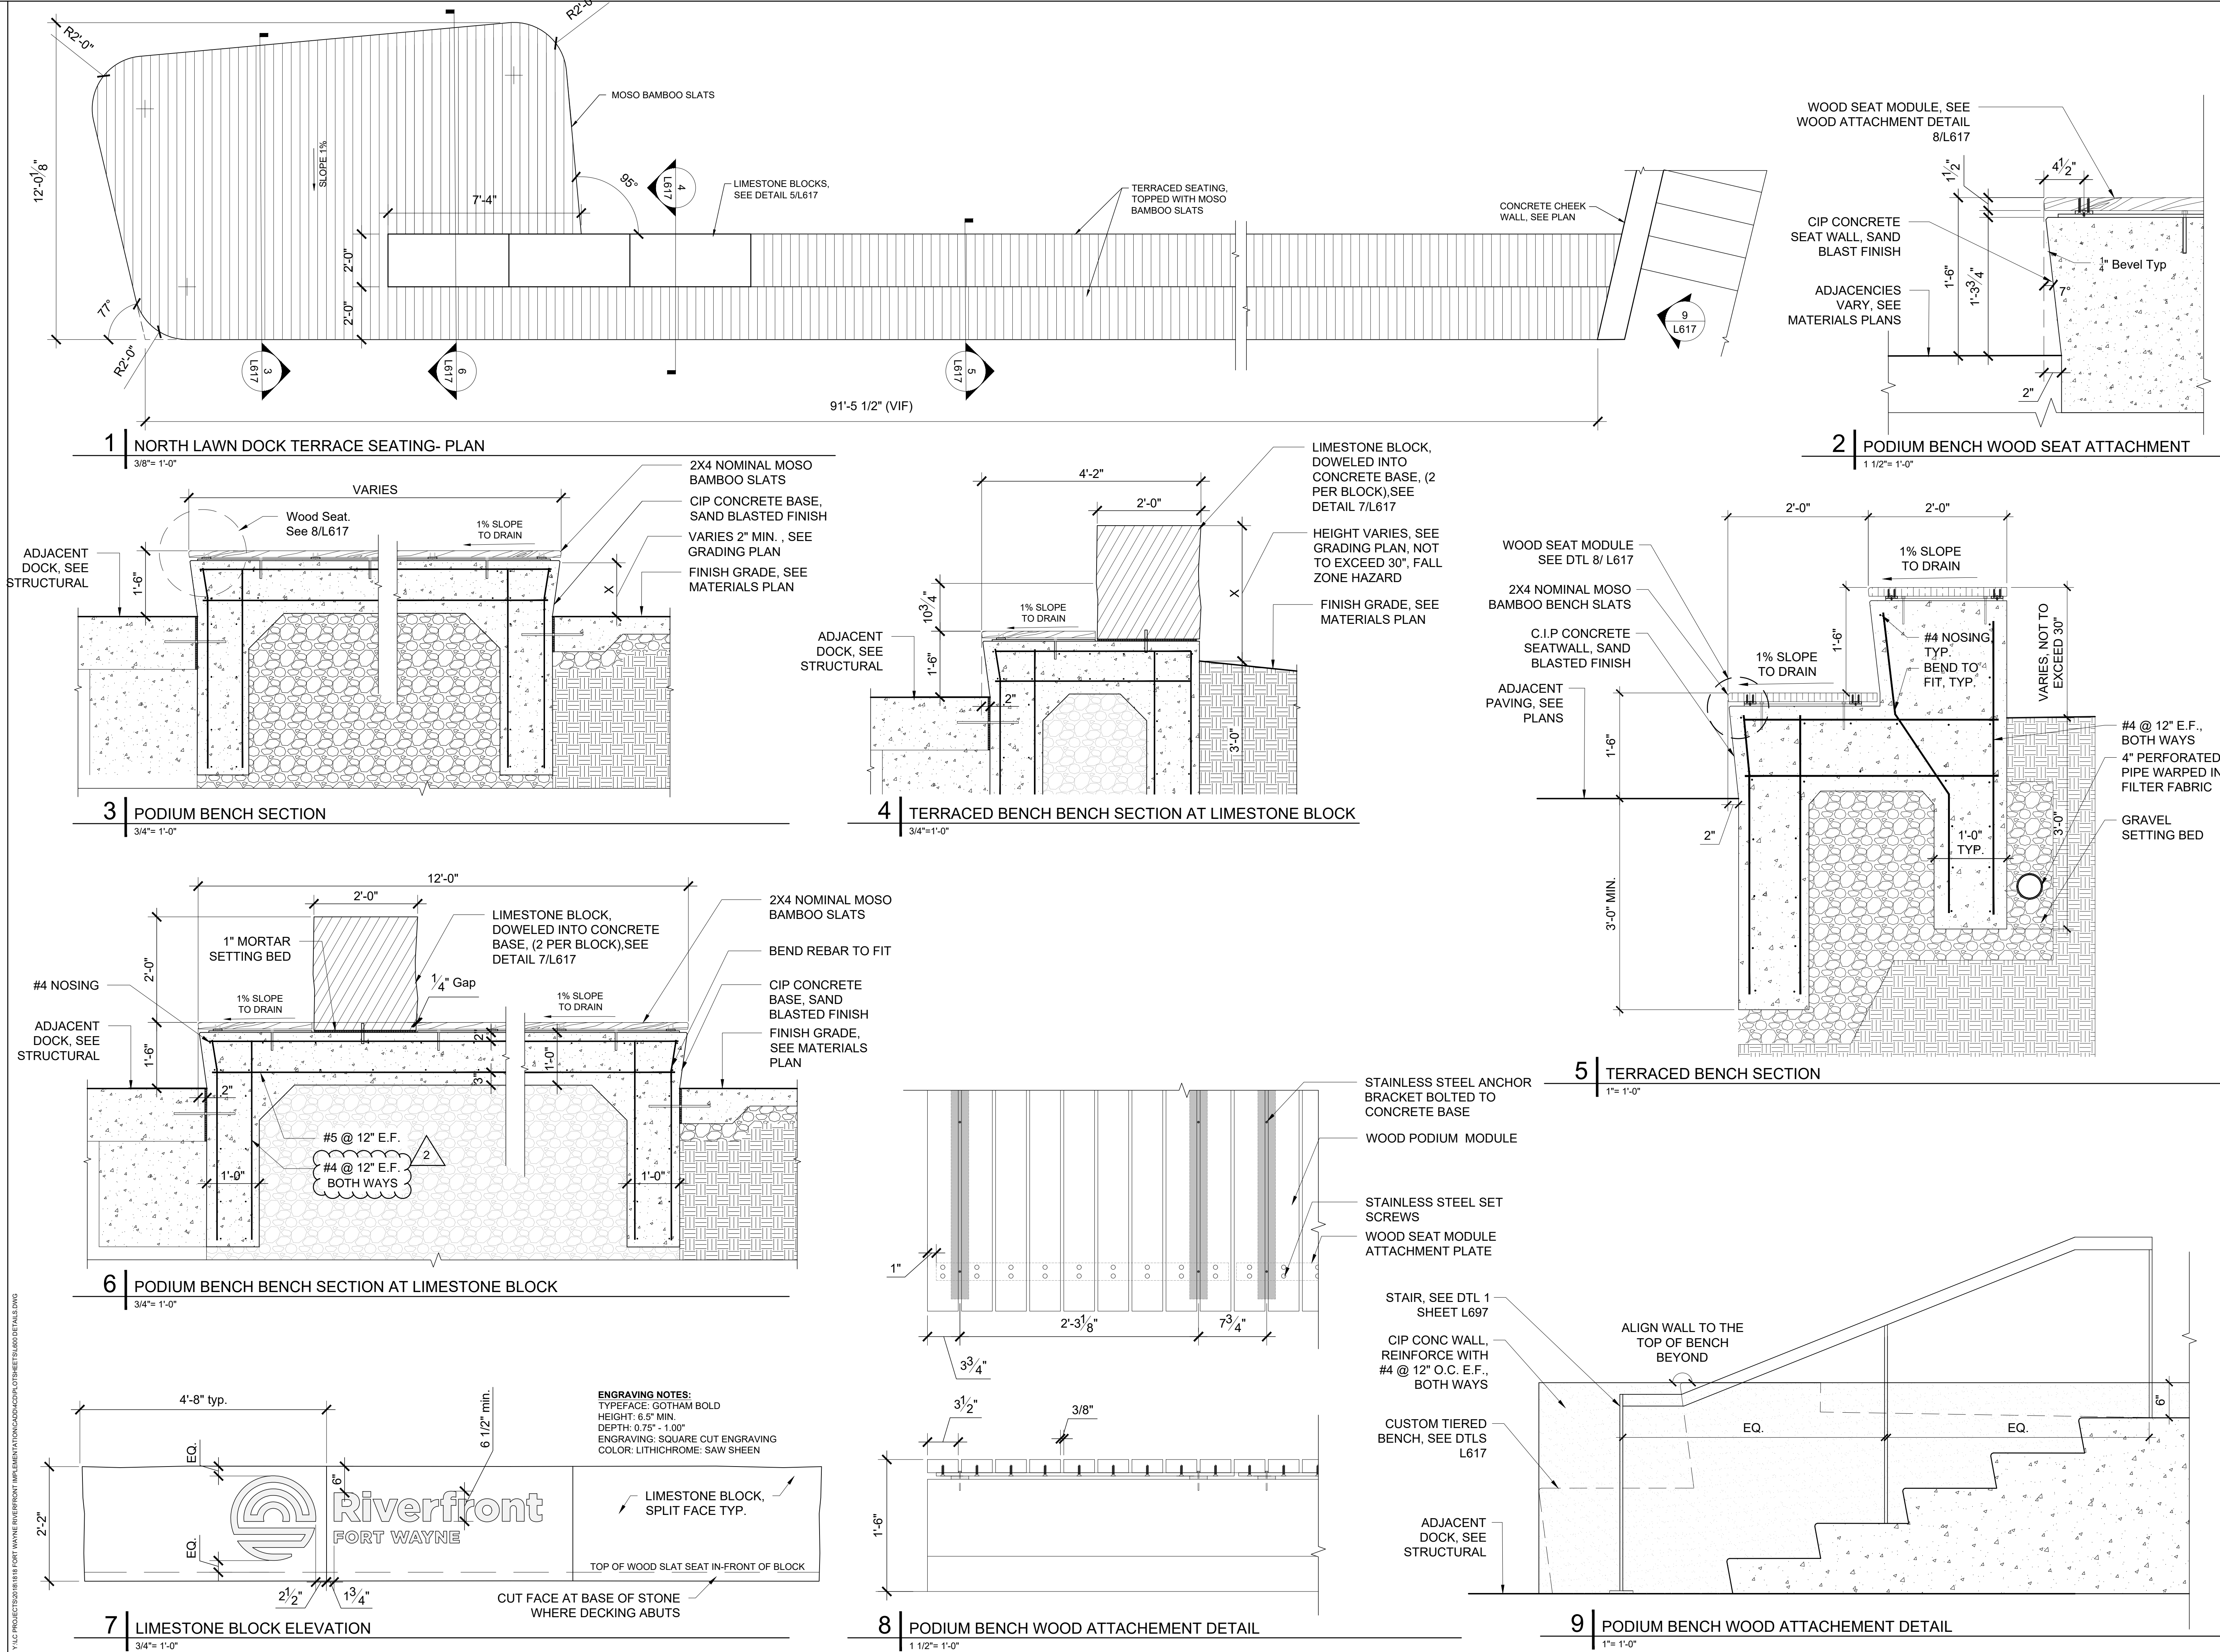 R2'-0"
R2'-0"
12'-0 1/8"
SLOPE 1%
MOSO BAMBOO SLATS
7'-4"
95°
4
L617
LIMESTONE BLOCKS,
SEE DETAIL 5/L617
TERRACED SEATING,
TOPPED WITH MOSO
BAMBOO SLATS
CONCRETE CHEEK
WALL, SEE PLAN
2'-0"
2'-0"
77°
R2'-0"
3
L617
6
L617
5
L617
9
L617
91'-5 1/2" (VIF)
1 NORTH LAWN DOCK TERRACE SEATING- PLAN
3/8"= 1'-0"
WOOD SEAT MODULE, SEE
WOOD ATTACHMENT DETAIL
8/L617
1 1/2"
4 1/2"
CIP CONCRETE
SEAT WALL, SAND
BLAST FINISH
1/4" Bevel Typ
7°
1'-6"
1'-3 3/4"
ADJACENCIES
VARY, SEE
MATERIALS PLANS
2"
2 PODIUM BENCH WOOD SEAT ATTACHMENT
1 1/2"= 1'-0"
VARIES
Wood Seat.
See 8/L617
1% SLOPE
TO DRAIN
2X4 NOMINAL MOSO
BAMBOO SLATS
CIP CONCRETE BASE,
SAND BLASTED FINISH
VARIES 2" MIN. , SEE
GRADING PLAN
FINISH GRADE, SEE
MATERIALS PLAN
ADJACENT
DOCK, SEE
STRUCTURAL
1'-6"
X
3 PODIUM BENCH SECTION
3/4"= 1'-0"
4'-2"
2'-0"
LIMESTONE BLOCK,
DOWELED INTO
CONCRETE BASE, (2
PER BLOCK),SEE
DETAIL 7/L617
HEIGHT VARIES, SEE
GRADING PLAN, NOT
TO EXCEED 30", FALL
ZONE HAZARD
FINISH GRADE, SEE
MATERIALS PLAN
10 3/4"
1% SLOPE
TO DRAIN
X
ADJACENT
DOCK, SEE
STRUCTURAL
1'-6"
2"
3'-0"
4 TERRACED BENCH BENCH SECTION AT LIMESTONE BLOCK
3/4"=1'-0"
2'-0"
2'-0"
WOOD SEAT MODULE
SEE DTL 8/ L617
2X4 NOMINAL MOSO
BAMBOO BENCH SLATS
C.I.P CONCRETE
SEATWALL, SAND
BLASTED FINISH
ADJACENT
PAVING, SEE
PLANS
1% SLOPE
TO DRAIN
1% SLOPE
TO DRAIN
1'-6"
#4 NOSING,
TYP.
BEND TO
FIT, TYP.
VARIES, NOT TO
EXCEED 30"
#4 @ 12" E.F.,
BOTH WAYS
4" PERFORATED
PIPE WARPED IN
FILTER FABRIC
GRAVEL
SETTING BED
1'-6"
2"
1'-0"
TYP.
3'-0"
3'-0" MIN.
5 TERRACED BENCH SECTION
1"= 1'-0"
12'-0"
2'-0"
1" MORTAR
SETTING BED
LIMESTONE BLOCK,
DOWELED INTO CONCRETE
BASE, (2 PER BLOCK),SEE
DETAIL 7/L617
1/4" Gap
2X4 NOMINAL MOSO
BAMBOO SLATS
BEND REBAR TO FIT
CIP CONCRETE
BASE, SAND
BLASTED FINISH
FINISH GRADE,
SEE MATERIALS
PLAN
#4 NOSING
2'-0"
1% SLOPE
TO DRAIN
1% SLOPE
TO DRAIN
ADJACENT
DOCK, SEE
STRUCTURAL
1'-6"
2"
2"
3"
1'-0"
#5 @ 12" E.F.
#4 @ 12" E.F.
BOTH WAYS
2
1'-0"
1'-0"
6 PODIUM BENCH BENCH SECTION AT LIMESTONE BLOCK
3/4"= 1'-0"
STAINLESS STEEL ANCHOR
BRACKET BOLTED TO
CONCRETE BASE
WOOD PODIUM MODULE
STAINLESS STEEL SET
SCREWS
WOOD SEAT MODULE
ATTACHMENT PLATE
1"
2'-3 1/8"
7 3/4"
3 3/4"
3 1/2"
3/8"
1'-6"
8 PODIUM BENCH WOOD ATTACHEMENT DETAIL
1 1/2"= 1'-0"
4'-8" typ.
EQ.
6"
6 1/2" min.
ENGRAVING NOTES:
TYPEFACE: GOTHAM BOLD
HEIGHT: 6.5" MIN.
DEPTH: 0.75" - 1.00"
ENGRAVING: SQUARE CUT ENGRAVING
COLOR: LITHICHROME: SAW SHEEN
2'-2"
Riverfront
FORT WAYNE
LIMESTONE BLOCK,
SPLIT FACE TYP.
EQ.
TOP OF WOOD SLAT SEAT IN-FRONT OF BLOCK
2 1/2"
1 3/4"
CUT FACE AT BASE OF STONE
WHERE DECKING ABUTS
7 LIMESTONE BLOCK ELEVATION
3/4"= 1'-0"
STAIR, SEE DTL 1
SHEET L697
CIP CONC WALL,
REINFORCE WITH
#4 @ 12" O.C. E.F.,
BOTH WAYS
CUSTOM TIERED
BENCH, SEE DTLS
L617
ADJACENT
DOCK, SEE
STRUCTURAL
ALIGN WALL TO THE
TOP OF BENCH
BEYOND
EQ.
EQ.
6"
9 PODIUM BENCH WOOD ATTACHEMENT DETAIL
1"= 1'-0"